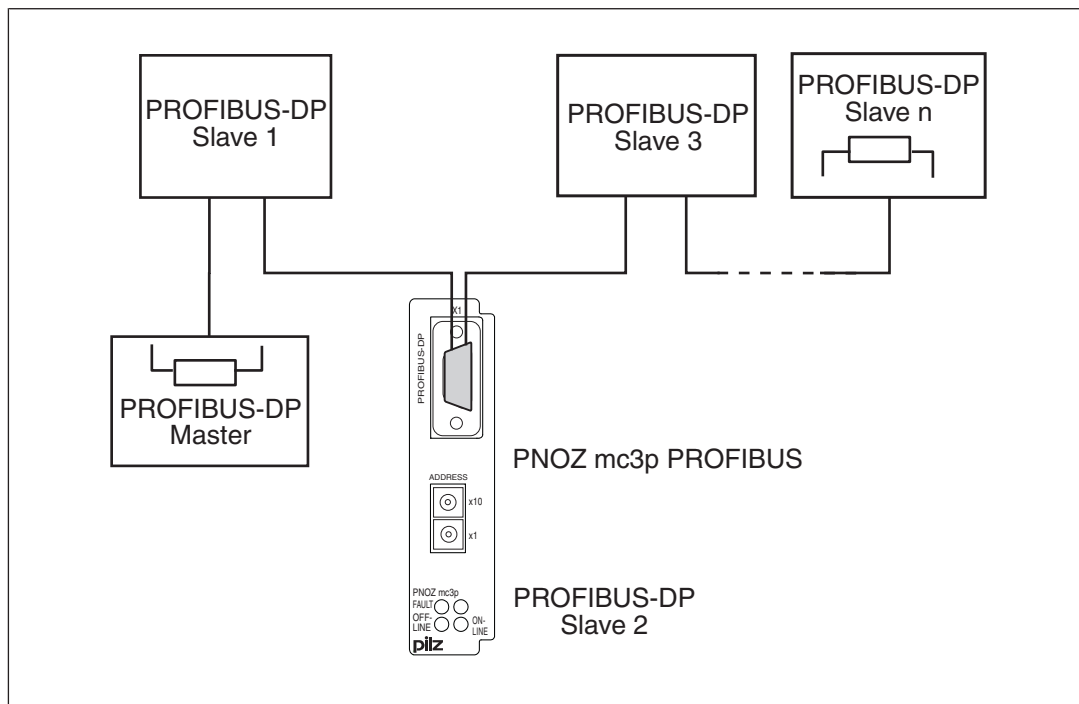 PROFIBUS-DP
Slave 1
PROFIBUS-DP
Slave 3
PROFIBUS-DP
Slave n
PROFIBUS-DP
Master
X1
PROFIBUS-DP
PNOZ mc3p PROFIBUS
ADDRESS
x10
x1
PNOZ mc3p
FAULT
OFF-
LINE
ON-
LINE
pilz
PROFIBUS-DP
Slave 2